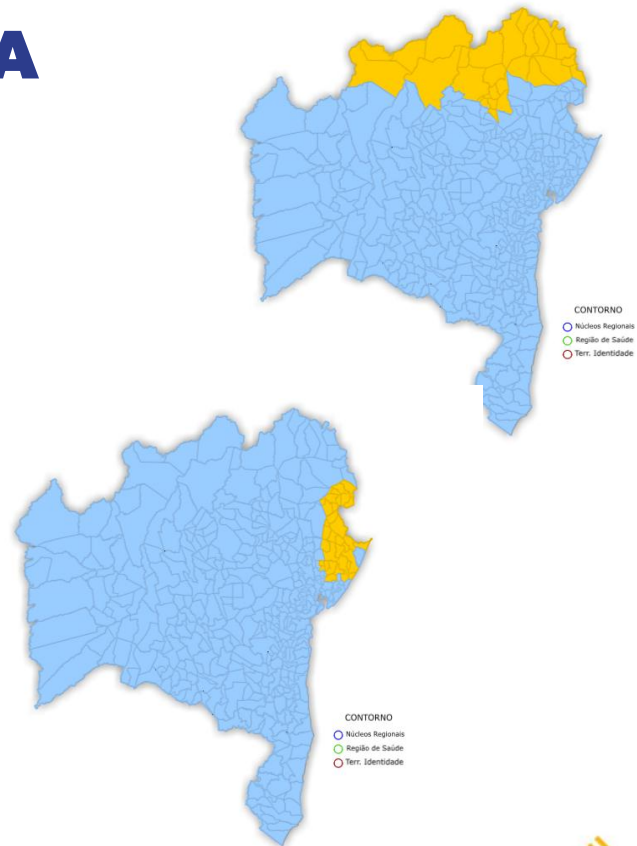 A
CONTORNO
Núcleos Regionais
Região de Saúde
Terr. Identidade
CONTORNO
Núcleos Regionais
Região de Saúde
Terr. Identidade